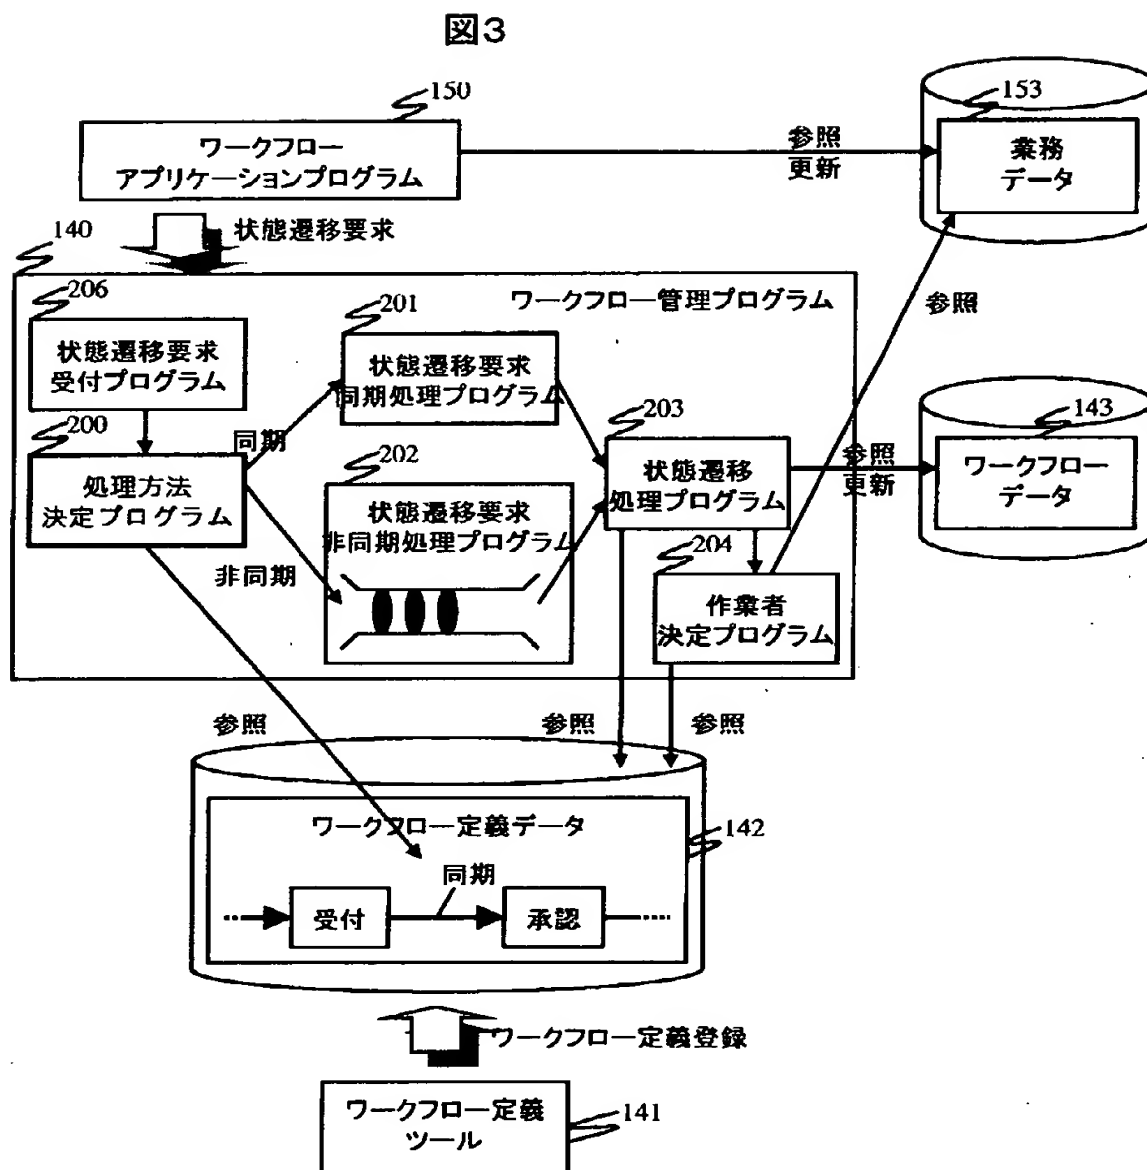 図3
150
ワークフロー
アプリケーションプログラム
参照
更新
153
業務
データ
状態遷移要求
140
ワークフロー管理プログラム
206
状態遷移要求
受付プログラム
201
状態遷移要求
同期処理プログラム
参照
200
処理方法
決定プログラム
同期
非同期
202
状態遷移要求
非同期処理プログラム
203
状態遷移
処理プログラム
参照
更新
143
ワークフロー
データ
204
作業者
決定プログラム
参照
参照
参照
ワークフロー定義データ
142
同期
受付
承認
ワークフロー定義登録
ワークフロー定義
ツール
141